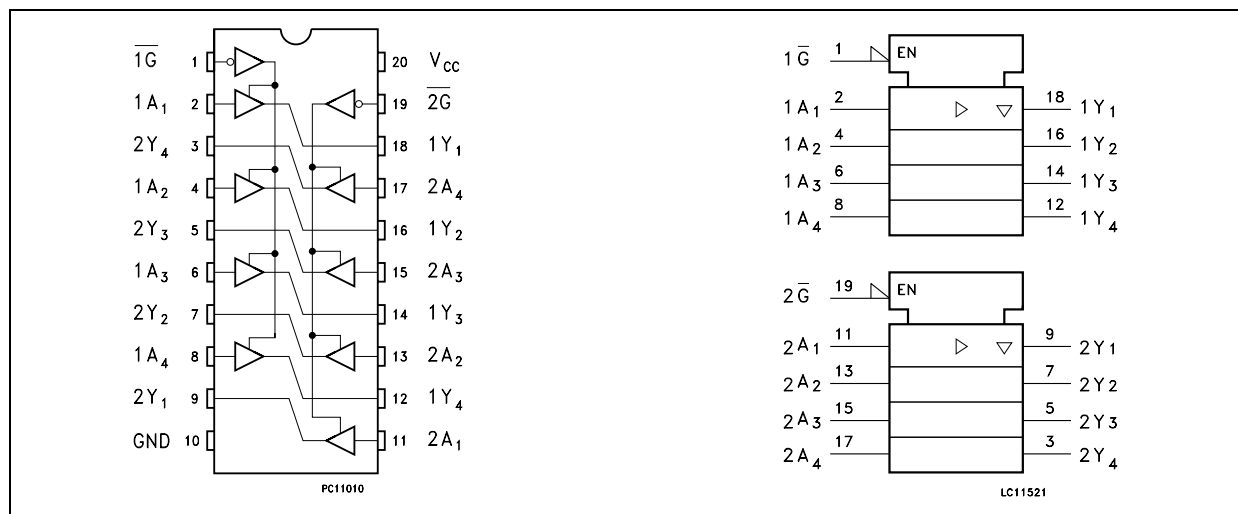 1G̅ 1 20 VCC
1A1 2 19 2G̅
2Y4 3 18 1Y1
1A2 4 17 2A4
2Y3 5 16 1Y2
1A3 6 15 2A3
2Y2 7 14 1Y3
1A4 8 13 2A2
2Y1 9 12 1Y4
GND 10 11 2A1
PC11010
1G̅ 1 EN
1A1 2 18 1Y1
1A2 4 16 1Y2
1A3 6 14 1Y3
1A4 8 12 1Y4
2G̅ 19 EN
2A1 11 9 2Y1
2A2 13 7 2Y2
2A3 15 5 2Y3
2A4 17 3 2Y4
LC11521